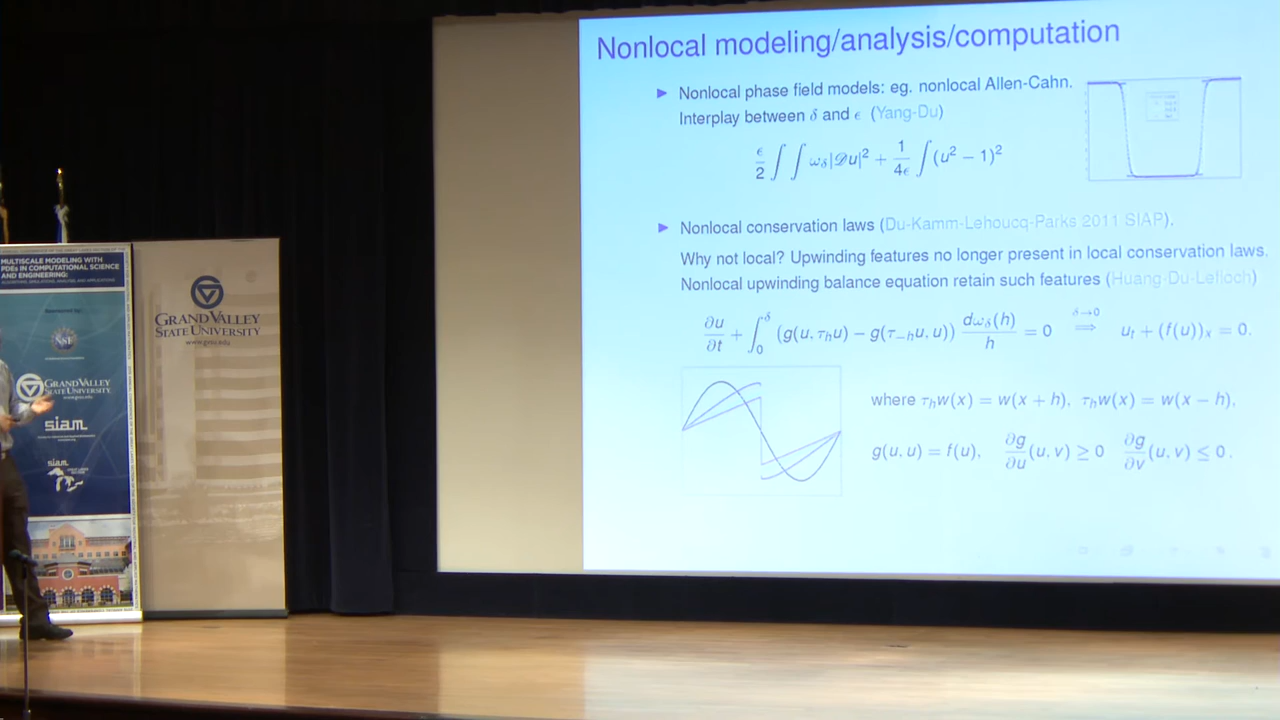 Nonlocal modeling/analysis/computation
► Nonlocal phase field models: eg. nonlocal Allen-Cahn.
Interplay between δ and ϵ (Yang-Du)
ϵ/2 ∫∫ ω_δ|𝒟u|² + 1/4ϵ ∫(u² − 1)²
► Nonlocal conservation laws (Du-Kamm-Lehoucq-Parks 2011 SIAP).
Why not local? Upwinding features no longer present in local conservation laws.
Nonlocal upwinding balance equation retain such features (Huang-Du-Lefloch)
∂u/∂t + ∫₀^δ (g(u, τ_h u) − g(τ_−h u, u)) dω_δ(h)/h = 0 ⟹ (δ→0) u_t + (f(u))_x = 0.
where τ_h w(x) = w(x + h), τ_h w(x) = w(x − h),
g(u, u) = f(u), ∂g/∂u (u, v) ≥ 0 ∂g/∂v (u, v) ≤ 0.
MULTISCALE MODELING WITH
PDEs IN COMPUTATIONAL SCIENCE
AND ENGINEERING:
Sponsored by:
NSF
GRAND VALLEY
STATE UNIVERSITY
siam
siam
GRAND VALLEY
STATE UNIVERSITY
www.gvsu.edu